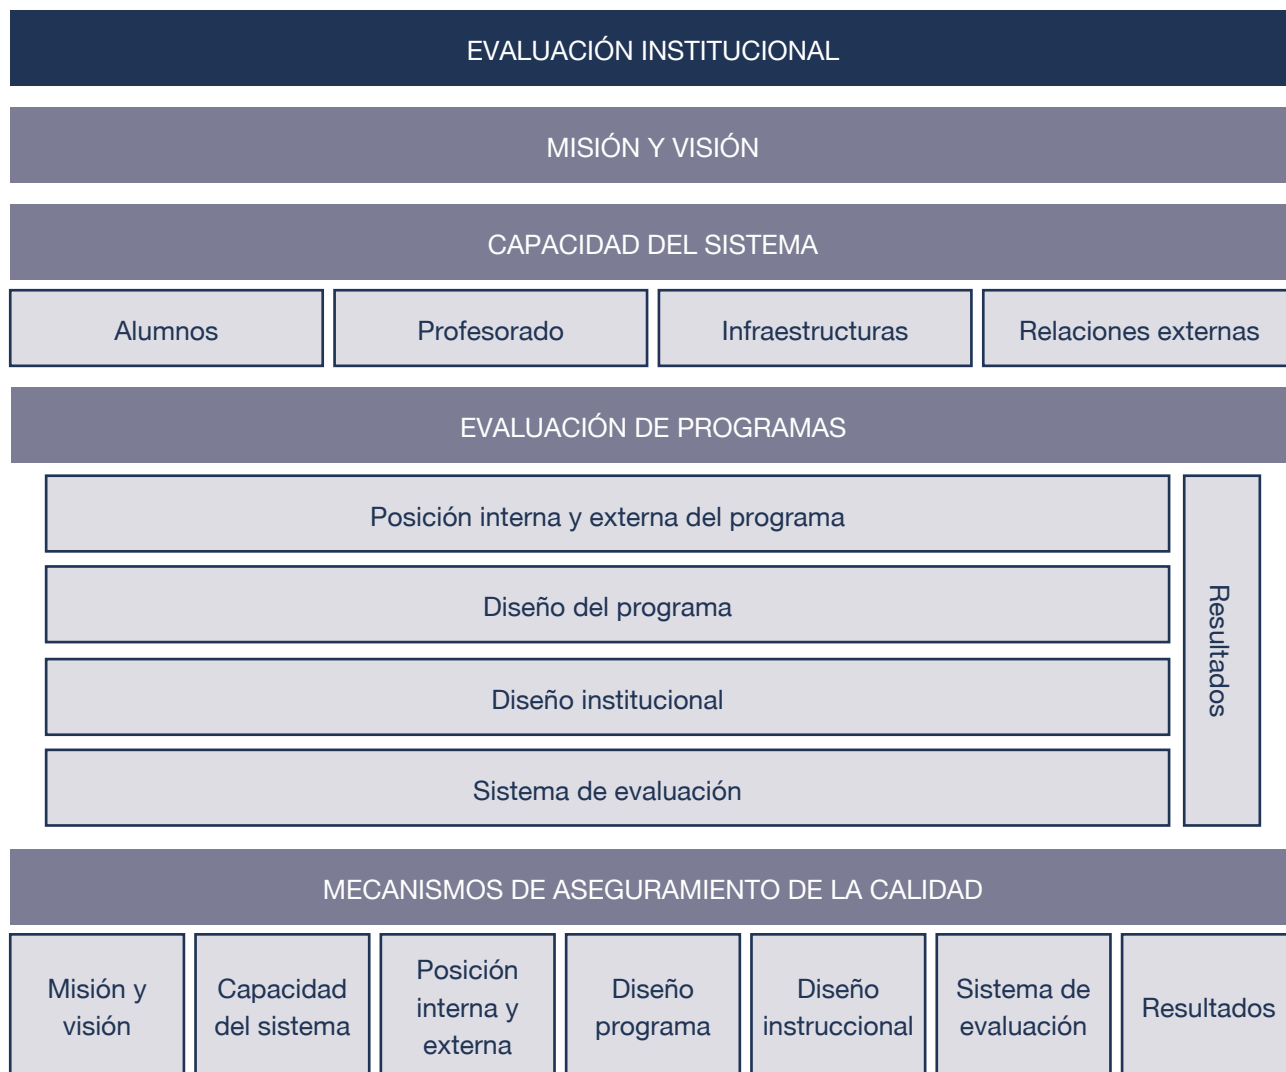 EVALUACIÓN INSTITUCIONAL
MISIÓN Y VISIÓN
CAPACIDAD DEL SISTEMA
Alumnos
Profesorado
Infraestructuras
Relaciones externas
EVALUACIÓN DE PROGRAMAS
Posición interna y externa del programa
Diseño del programa
Diseño institucional
Sistema de evaluación
Resultados
MECANISMOS DE ASEGURAMIENTO DE LA CALIDAD
Misión y
visión
Capacidad
del sistema
Posición
interna y
externa
Diseño
programa
Diseño
instruccional
Sistema de
evaluación
Resultados